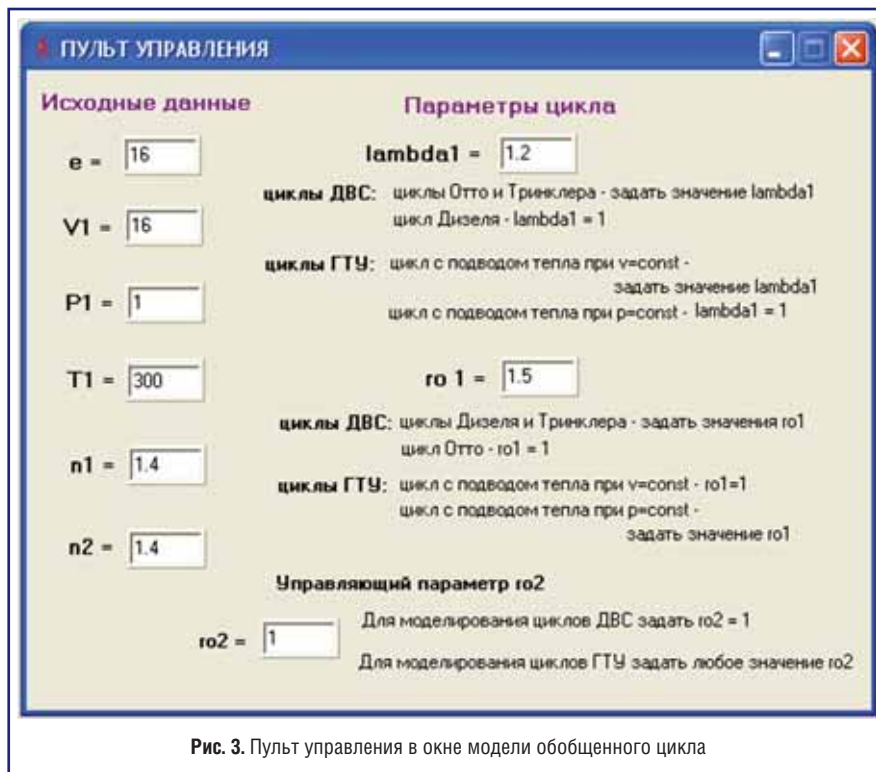 ПУЛЬТ УПРАВЛЕНИЯ
Исходные данные
Параметры цикла
e = 16
lambda1 = 1.2
циклы ДВС: циклы Отто и Тринклера - задать значение lambda1
цикл Дизеля - lambda1 = 1
V1 = 16
циклы ГТУ: цикл с подводом тепла при v=const -
задать значение lambda1
цикл с подводом тепла при p=const - lambda1 = 1
P1 = 1
T1 = 300
ro 1 = 1.5
циклы ДВС: циклы Дизеля и Тринклера - задать значения ro1
цикл Отто - ro1 = 1
n1 = 1.4
циклы ГТУ: цикл с подводом тепла при v=const - ro1=1
цикл с подводом тепла при p=const -
задать значение ro1
n2 = 1.4
Управляющий параметр ro2
ro2 = 1
Для моделирования циклов ДВС задать ro2 = 1
Для моделирования циклов ГТУ задать любое значение ro2
Рис. 3. Пульт управления в окне модели обобщенного цикла